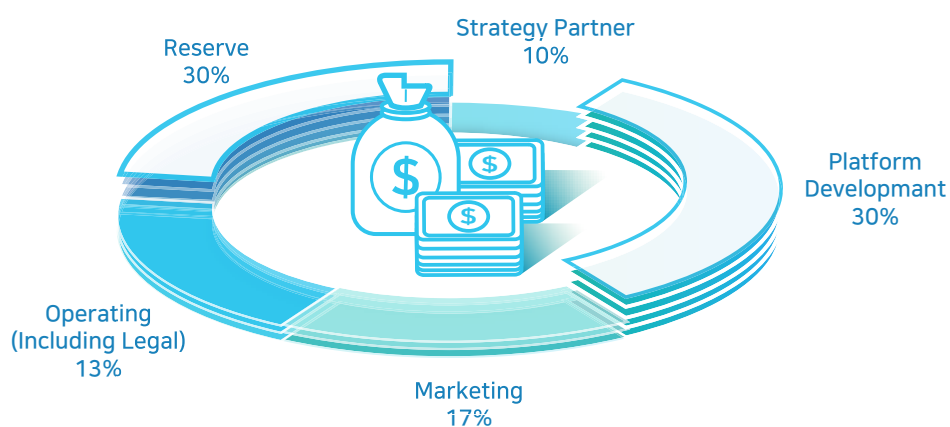 Strategy Partner
10%
Reserve
30%
Platform
Developmant
30%
Operating
(Including Legal)
13%
Marketing
17%
$
$
$